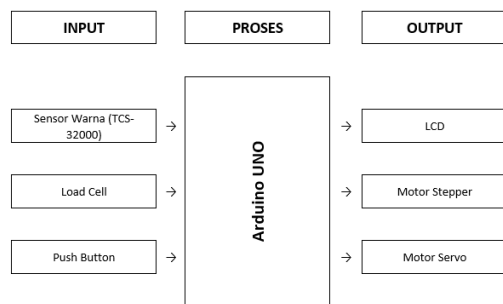 INPUT
PROSES
OUTPUT
Sensor Warna (TCS-
32000)
Load Cell
Push Button
Arduino UNO
LCD
Motor Stepper
Motor Servo